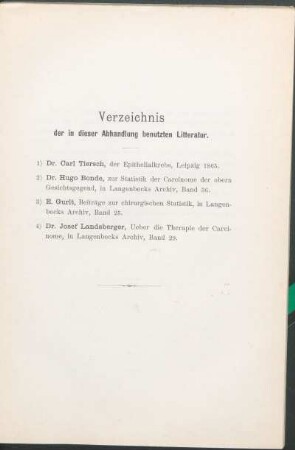 Verzeichnis
der in dieser Abhandlung benutzten Litteratur.
1) Dr. Carl Tiersch, der Epithelialkrebs, Leipzig 1865.
2) Dr. Hugo Bonda, zur Statistik der Carcinome der obern
Gesichtsgegend, in Langenbecks Archiv, Band 36.
3) E. Gurlt, Beiträge zur chirurgischen Statistik, in Langen-
becks Archiv, Band 25.
4) Dr. Josef Landsberger, Ueber die Therapie der Carci-
nome, in Langenbecks Archiv, Band 29.